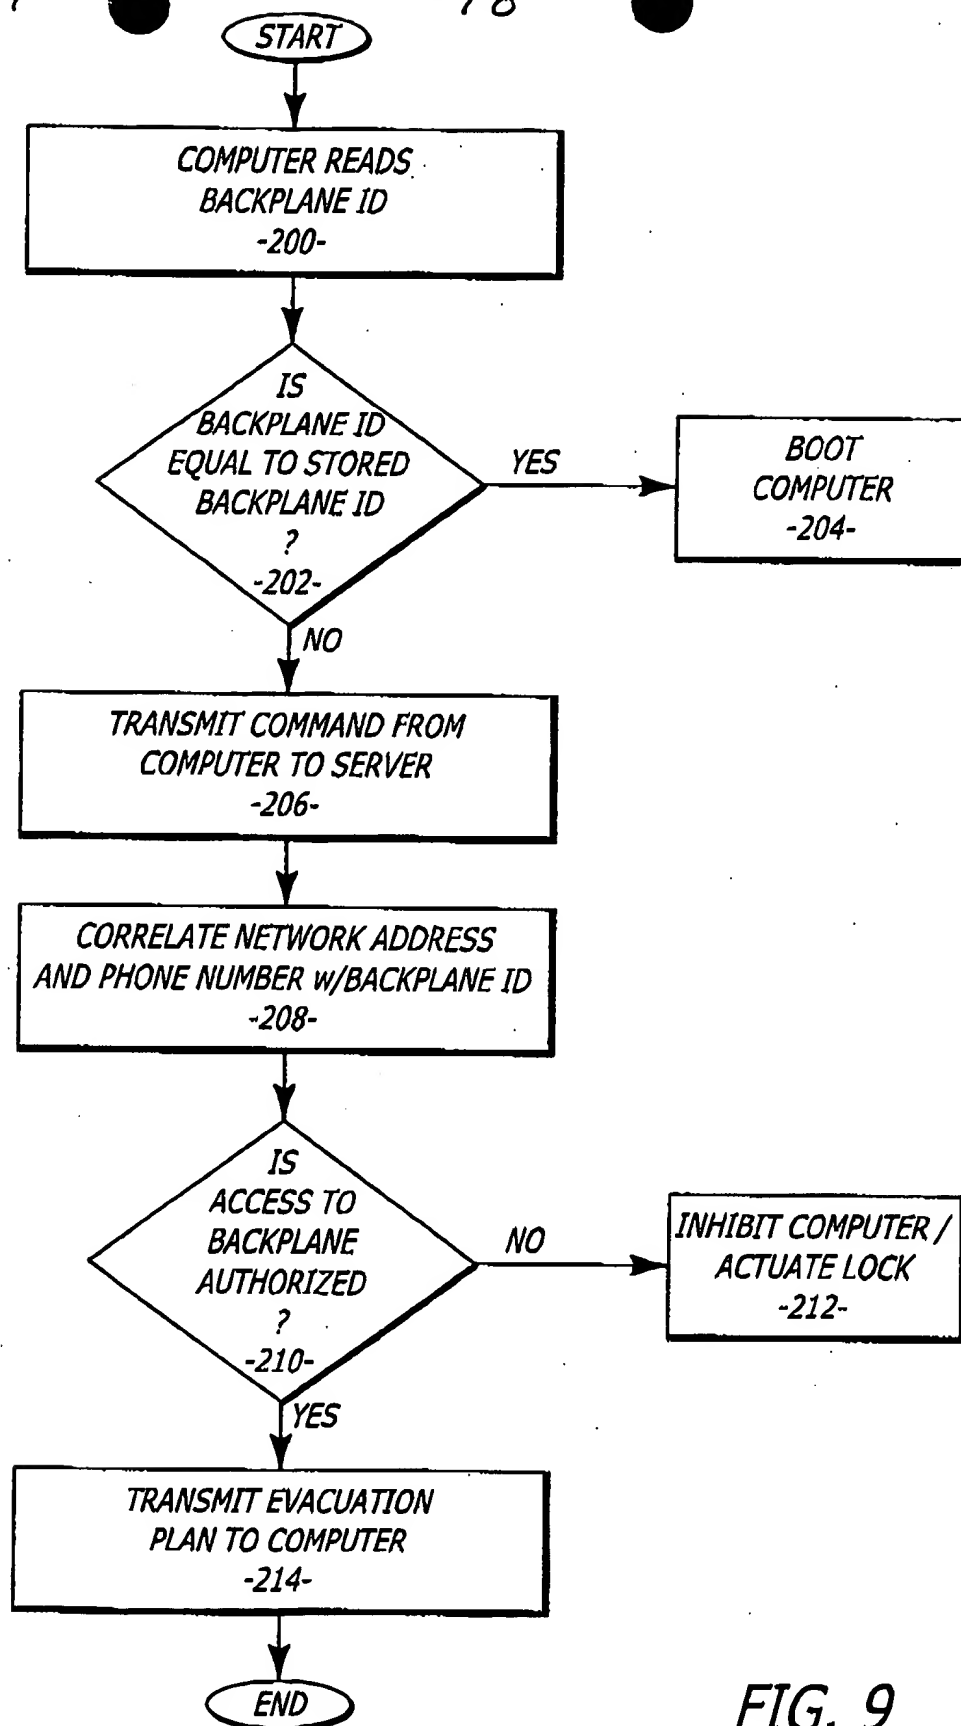 78
START
COMPUTER READS
BACKPLANE ID
-200-
IS
BACKPLANE ID
EQUAL TO STORED
BACKPLANE ID
?
-202-
YES
BOOT
COMPUTER
-204-
NO
TRANSMIT COMMAND FROM
COMPUTER TO SERVER
-206-
CORRELATE NETWORK ADDRESS
AND PHONE NUMBER w/BACKPLANE ID
-208-
IS
ACCESS TO
BACKPLANE
AUTHORIZED
?
-210-
NO
INHIBIT COMPUTER /
ACTUATE LOCK
-212-
YES
TRANSMIT EVACUATION
PLAN TO COMPUTER
-214-
END
FIG. 9